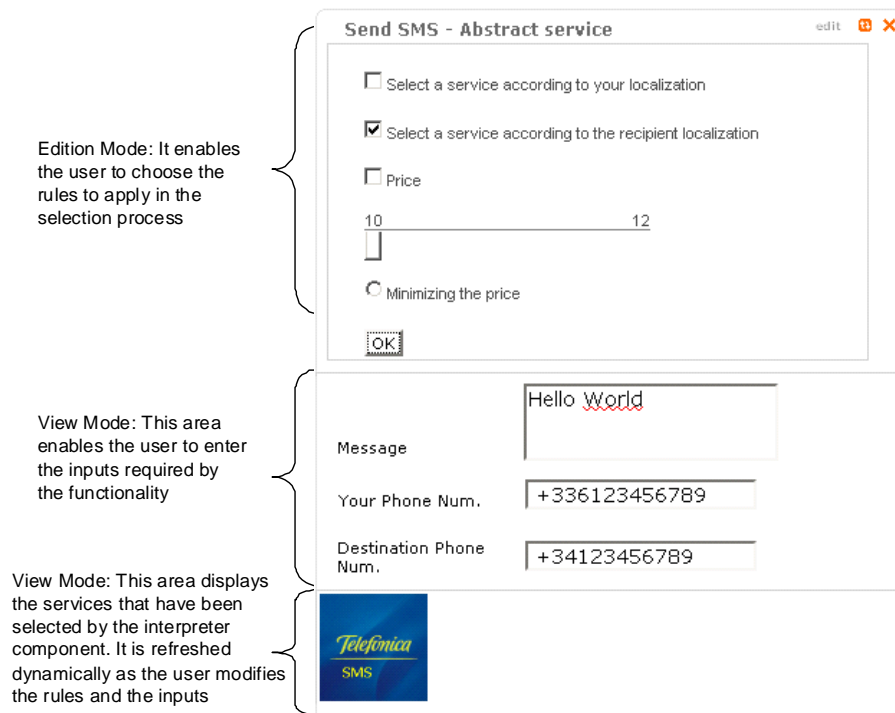 Send SMS - Abstract service
edit
Select a service according to your localization
Select a service according to the recipient localization
Price
10 12
Minimizing the price
OK
Edition Mode: It enables
the user to choose the
rules to apply in the
selection process
View Mode: This area
enables the user to enter
the inputs required by
the functionality
Message
Hello World
Your Phone Num.
+336123456789
Destination Phone
Num.
+34123456789
View Mode: This area displays
the services that have been
selected by the interpreter
component. It is refreshed
dynamically as the user modifies
the rules and the inputs
Telefónica
SMS